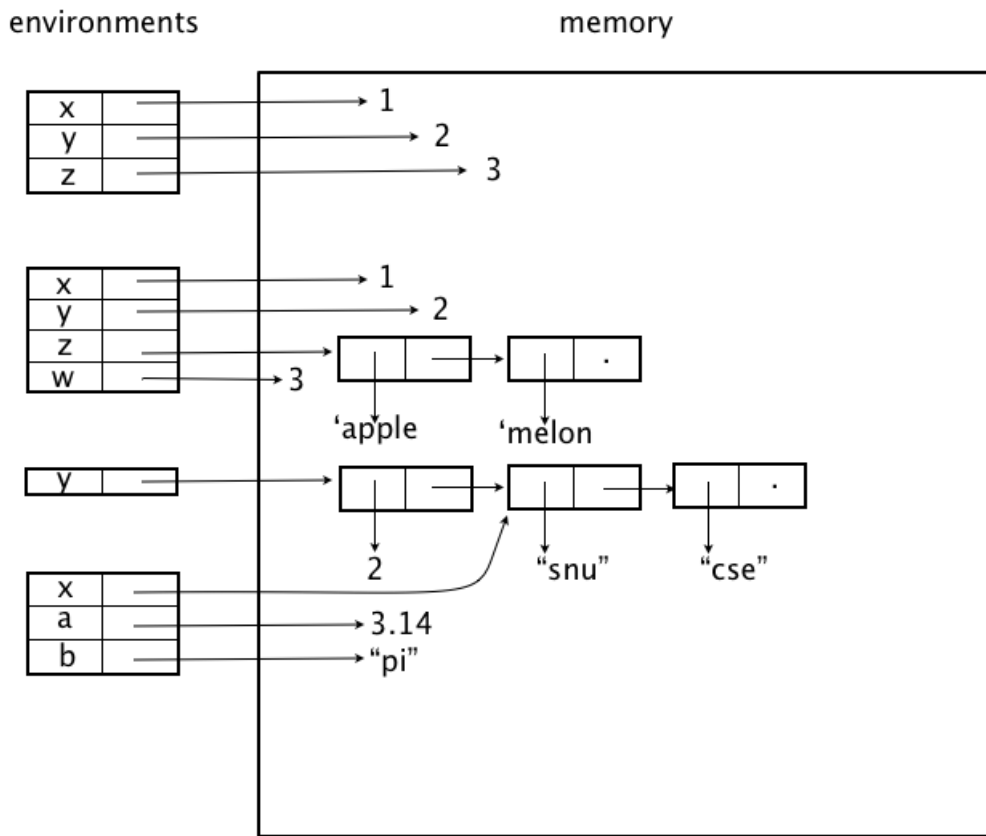 environments memory
x 1
y 2
z 3
x 1
y 2
z
w 3
‘apple ‘melon
y
2 “snu” “cse”
x
a 3.14
b “pi”